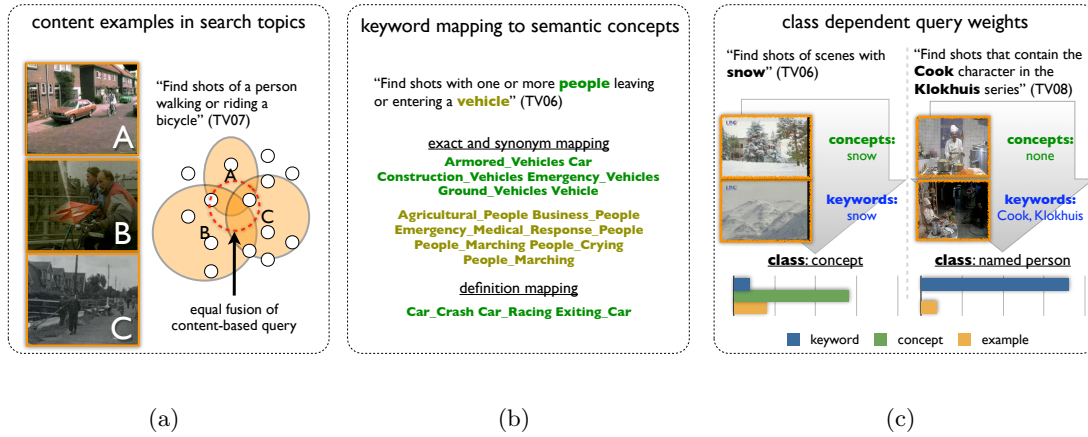 content examples in search topics
“Find shots of a person
walking or riding a
bicycle” (TV07)
A
B
C
A
B
C
equal fusion of
content-based query
(a)
keyword mapping to semantic concepts
“Find shots with one or more people leaving
or entering a vehicle” (TV06)
exact and synonym mapping
Armored_Vehicles Car
Construction_Vehicles Emergency_Vehicles
Ground_Vehicles Vehicle
Agricultural_People Business_People
Emergency_Medical_Response_People
People_Marching People_Crying
People_Marching
definition mapping
Car_Crash Car_Racing Exiting_Car
(b)
class dependent query weights
“Find shots of scenes with
snow” (TV06)
concepts:
snow
keywords:
snow
class: concept
“Find shots that contain the
Cook character in the
Klokhuis series” (TV08)
concepts:
none
keywords:
Cook, Klokhuis
class: named person
keyword concept example
(c)